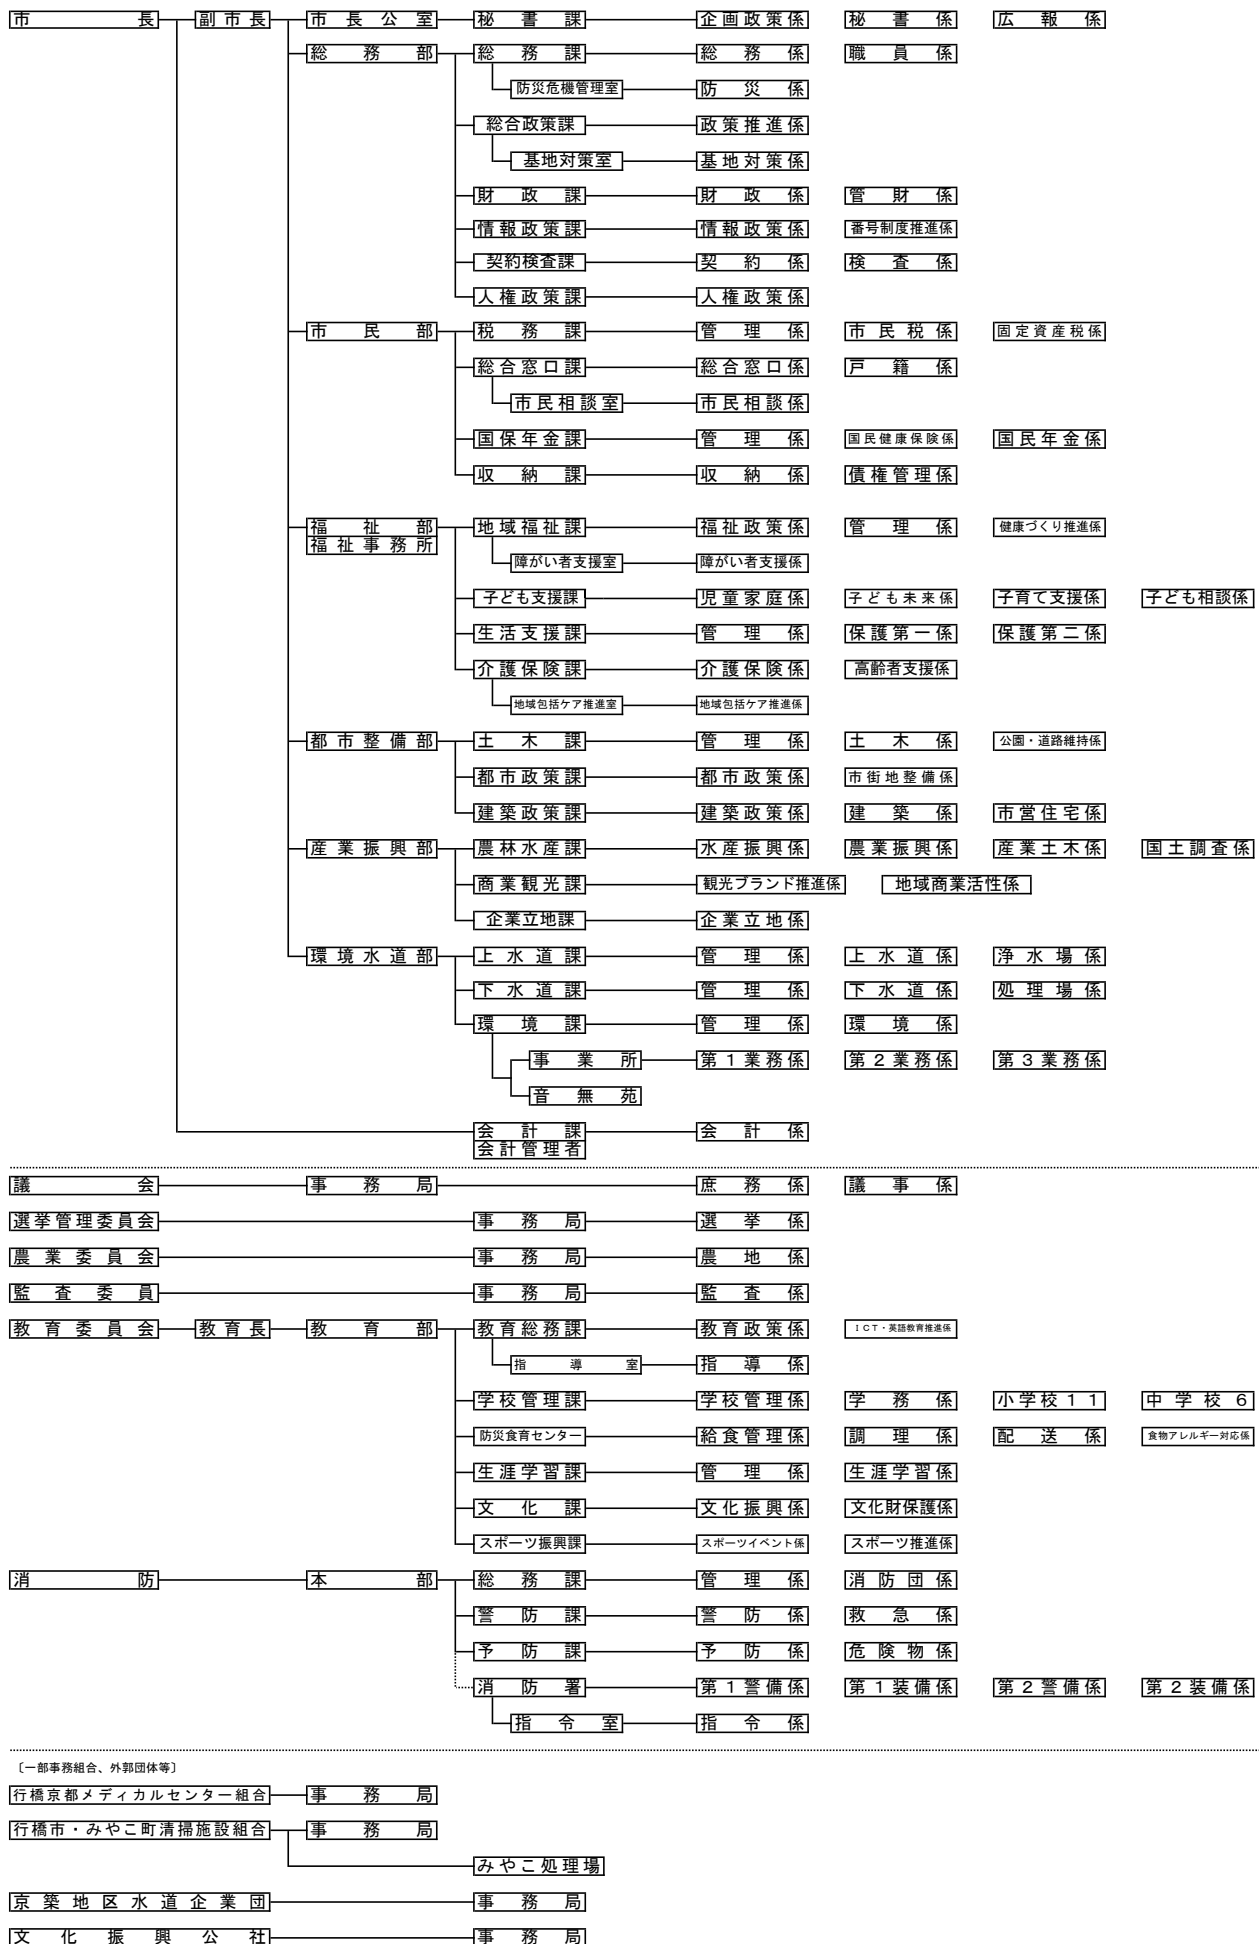 市長 副市長 市長公室 秘書課 企画政策係 秘書係 広報係
総務部 総務課 総務係 職員係
防災危機管理室 防災係
総合政策課 政策推進係
基地対策室 基地対策係
財政課 財政係 管財係
情報政策課 情報政策係 番号制度推進係
契約検査課 契約係 検査係
人権政策課 人権政策係
市民部 税務課 管理係 市民税係 固定資産税係
総合窓口課 総合窓口係 戸籍係
市民相談室 市民相談係
国保年金課 管理係 国民健康保険係 国民年金係
収納課 収納係 債権管理係
福祉部 地域福祉課 福祉政策係 管理係 健康づくり推進係
福祉事務所
障がい者支援室 障がい者支援係
子ども支援課 児童家庭係 子ども未来係 子育て支援係 子ども相談係
生活支援課 管理係 保護第一係 保護第二係
介護保険課 介護保険係 高齢者支援係
地域包括ケア推進室 地域包括ケア推進係
都市整備部 土木課 管理係 土木係 公園・道路維持係
都市政策課 都市政策係 市街地整備係
建築政策課 建築政策係 建築係 市営住宅係
産業振興部 農林水産課 水産振興係 農業振興係 産業土木係 国土調査係
商業観光課 観光ブランド推進係 地域商業活性係
企業立地課 企業立地係
環境水道部 上水道課 管理係 上水道係 浄水場係
下水道課 管理係 下水道係 処理場係
環境課 管理係 環境係
事業所 第1業務係 第2業務係 第3業務係
音無苑
会計課 会計係
会計管理者
議会 事務局 庶務係 議事係
選挙管理委員会 事務局 選挙係
農業委員会 事務局 農地係
監査委員 事務局 監査係
教育委員会 教育長 教育部 教育総務課 教育政策係 ICT・英語教育推進係
指導室 指導係
学校管理課 学校管理係 学務係 小学校11 中学校6
防災食育センター 給食管理係 調理係 配送係 食物アレルギー対応係
生涯学習課 管理係 生涯学習係
文化課 文化振興係 文化財保護係
スポーツ振興課 スポーツイベント係 スポーツ推進係
消防 本部 総務課 管理係 消防団係
警防課 警防係 救急係
予防課 予防係 危険物係
消防署 第1警備係 第1装備係 第2警備係 第2装備係
指令室 指令係
〔一部事務組合、外郭団体等〕
行橋京都メディカルセンター組合 事務局
行橋市・みやこ町清掃施設組合 事務局
みやこ処理場
京築地区水道企業団 事務局
文化振興公社 事務局